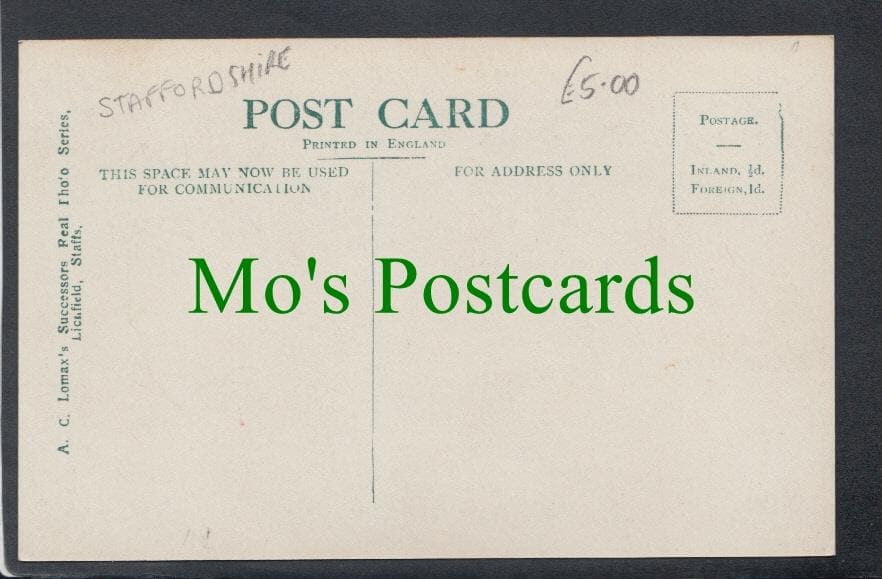 STAFFORDSHIRE
£5.00
POST CARD
PRINTED IN ENGLAND
THIS SPACE MAY NOW BE USED
FOR COMMUNICATION
FOR ADDRESS ONLY
POSTAGE.
INLAND, ½d.
FOREIGN, 1d.
A. C. Lomax's Successors Real Photo Series,
Lichfield, Staffs.
Mo's Postcards